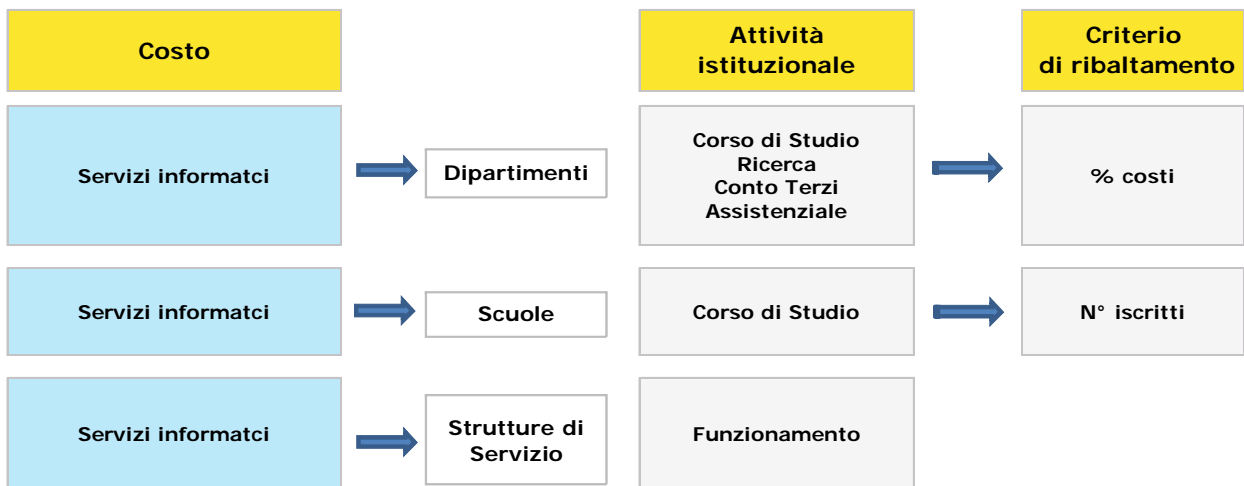 Costo
Attività
istituzionale
Criterio
di ribaltamento
Servizi informatci
Dipartimenti
Corso di Studio
Ricerca
Conto Terzi
Assistenziale
% costi
Servizi informatci
Scuole
Corso di Studio
N° iscritti
Servizi informatci
Strutture di
Servizio
Funzionamento